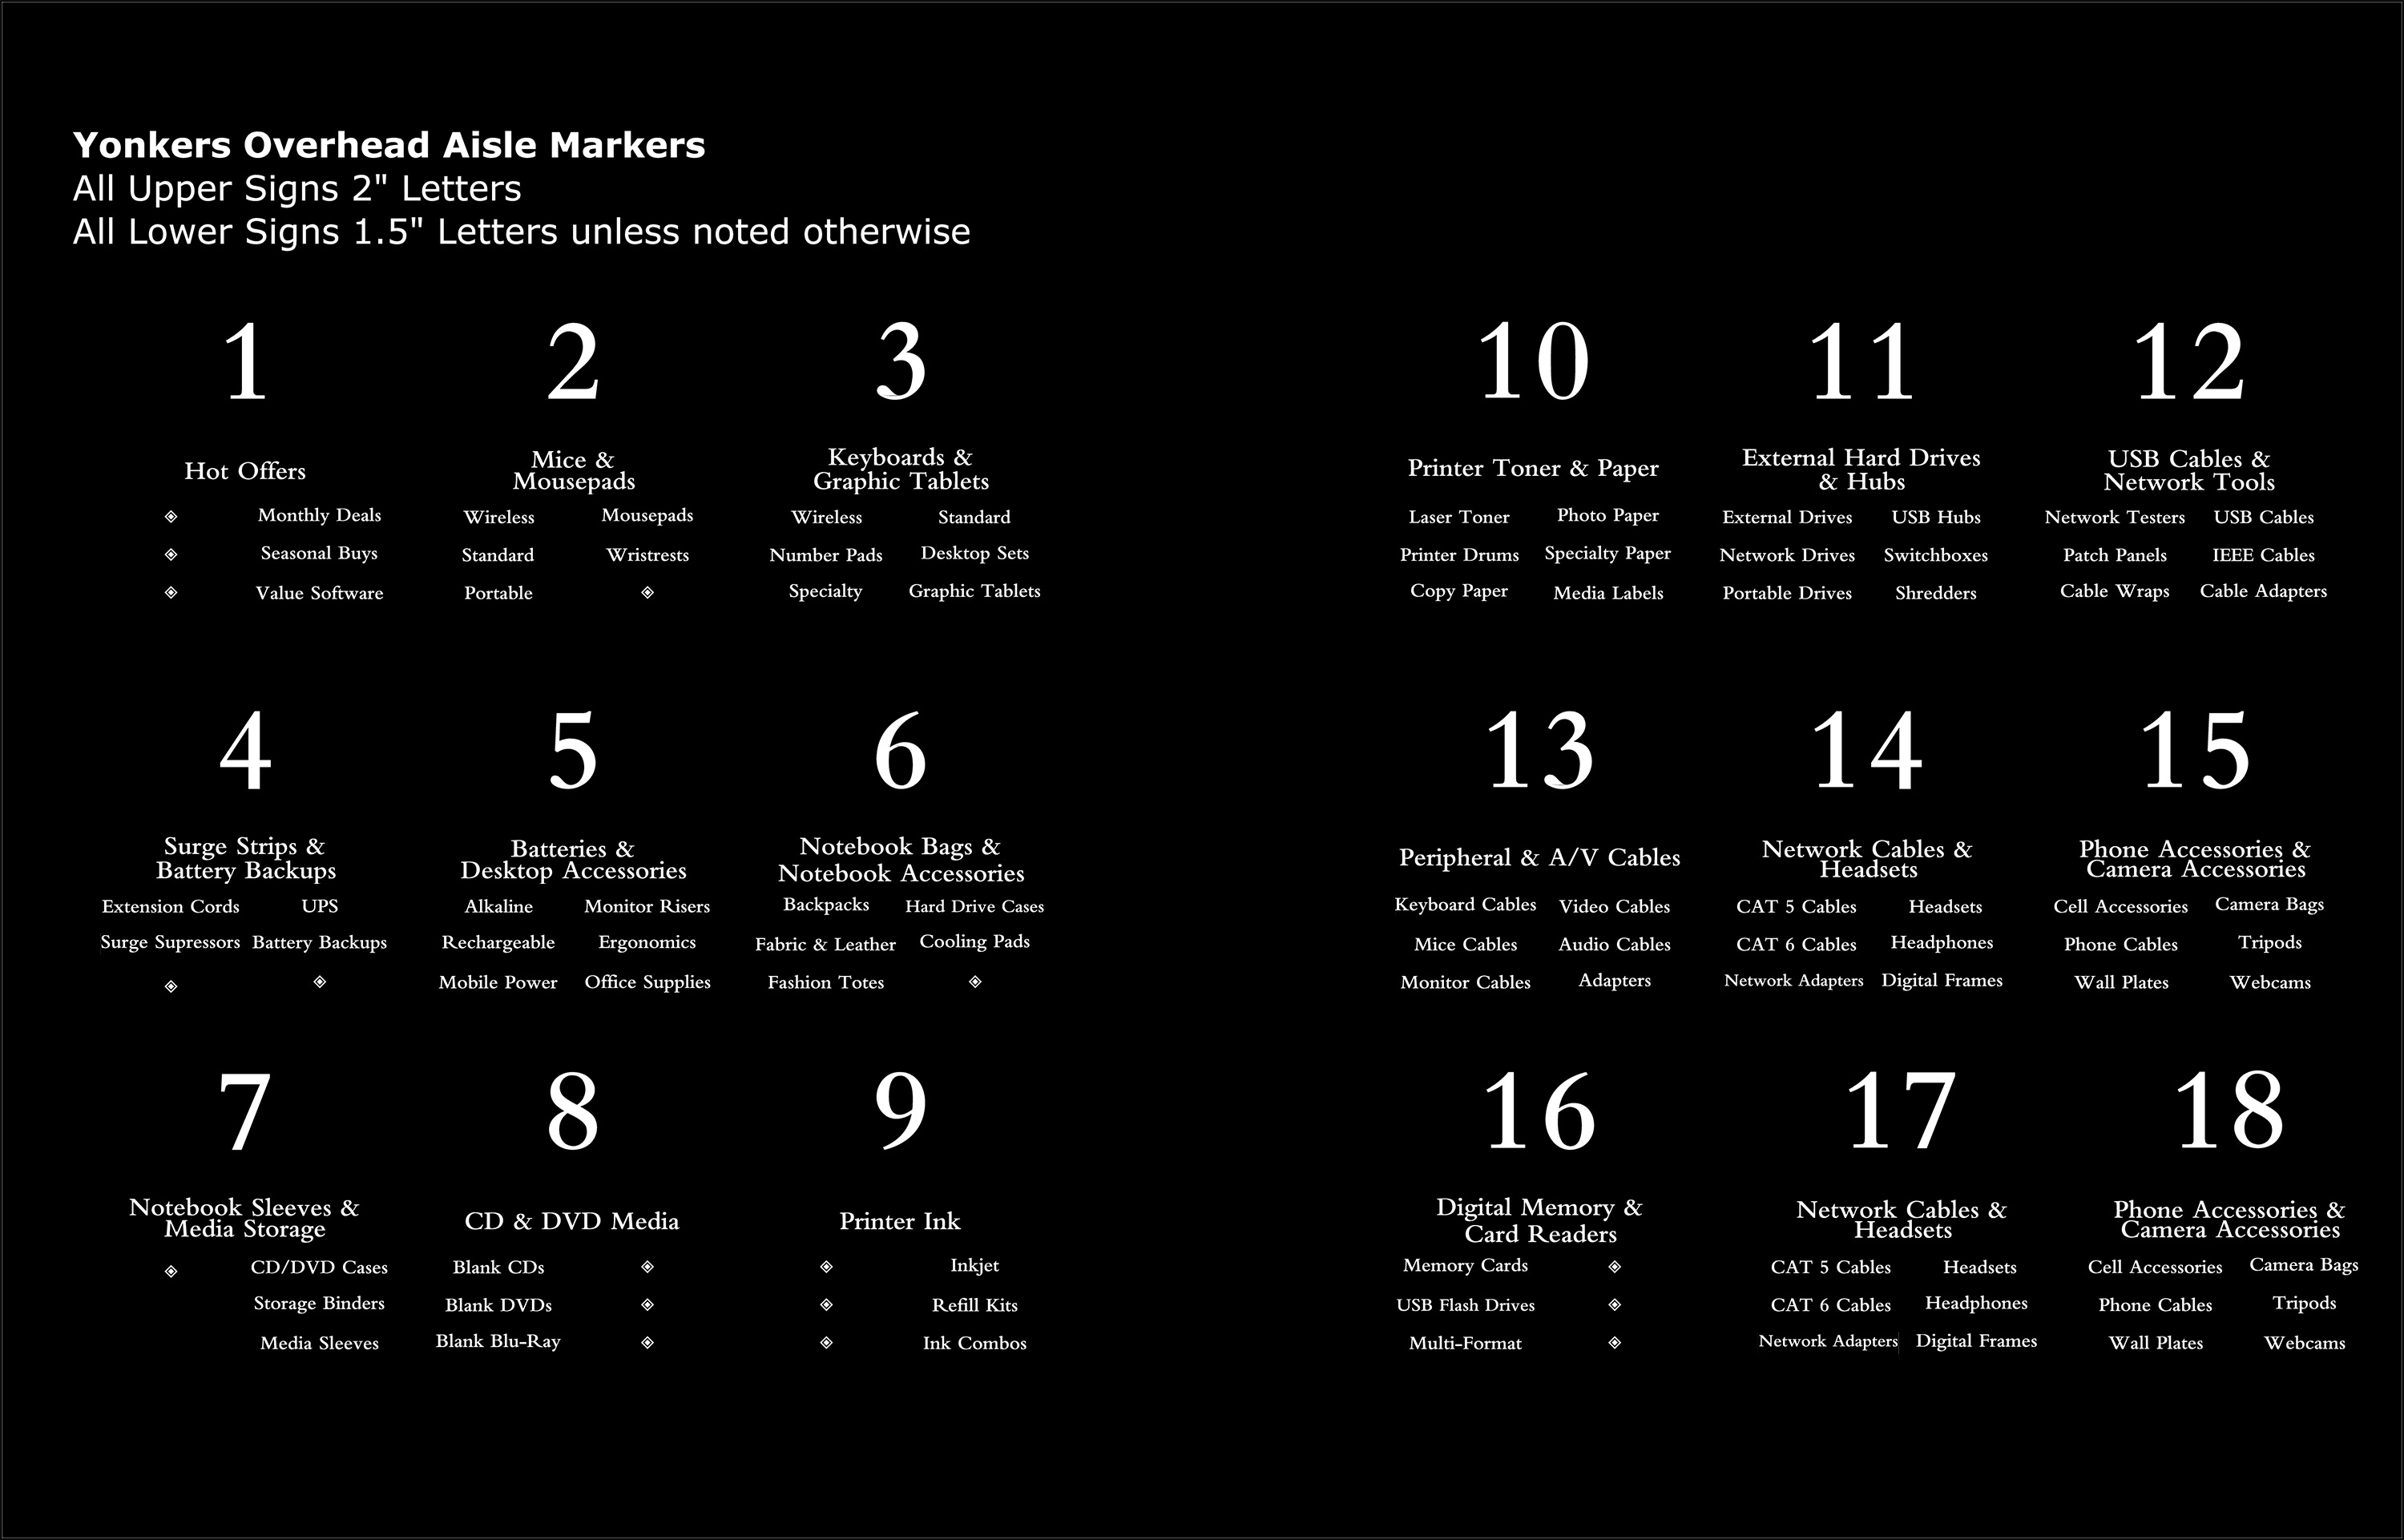 Yonkers Overhead Aisle Markers
All Upper Signs 2" Letters
All Lower Signs 1.5" Letters unless noted otherwise
1
Hot Offers
Monthly Deals
Seasonal Buys
Value Software
2
Mice &
Mousepads
Wireless Mousepads
Standard Wristrests
Portable
3
Keyboards &
Graphic Tablets
Wireless Standard
Number Pads Desktop Sets
Specialty Graphic Tablets
4
Surge Strips &
Battery Backups
Extension Cords UPS
Surge Supressors Battery Backups
5
Batteries &
Desktop Accessories
Alkaline Monitor Risers
Rechargeable Ergonomics
Mobile Power Office Supplies
6
Notebook Bags &
Notebook Accessories
Backpacks Hard Drive Cases
Fabric & Leather Cooling Pads
Fashion Totes
7
Notebook Sleeves &
Media Storage
CD/DVD Cases
Storage Binders
Media Sleeves
8
CD & DVD Media
Blank CDs
Blank DVDs
Blank Blu-Ray
9
Printer Ink
Inkjet
Refill Kits
Ink Combos
10
Printer Toner & Paper
Laser Toner Photo Paper
Printer Drums Specialty Paper
Copy Paper Media Labels
11
External Hard Drives
& Hubs
External Drives USB Hubs
Network Drives Switchboxes
Portable Drives Shredders
12
USB Cables &
Network Tools
Network Testers USB Cables
Patch Panels IEEE Cables
Cable Wraps Cable Adapters
13
Peripheral & A/V Cables
Keyboard Cables Video Cables
Mice Cables Audio Cables
Monitor Cables Adapters
14
Network Cables &
Headsets
CAT 5 Cables Headsets
CAT 6 Cables Headphones
Network Adapters Digital Frames
15
Phone Accessories &
Camera Accessories
Cell Accessories Camera Bags
Phone Cables Tripods
Wall Plates Webcams
16
Digital Memory &
Card Readers
Memory Cards
USB Flash Drives
Multi-Format
17
Network Cables &
Headsets
CAT 5 Cables Headsets
CAT 6 Cables Headphones
Network Adapters Digital Frames
18
Phone Accessories &
Camera Accessories
Cell Accessories Camera Bags
Phone Cables Tripods
Wall Plates Webcams